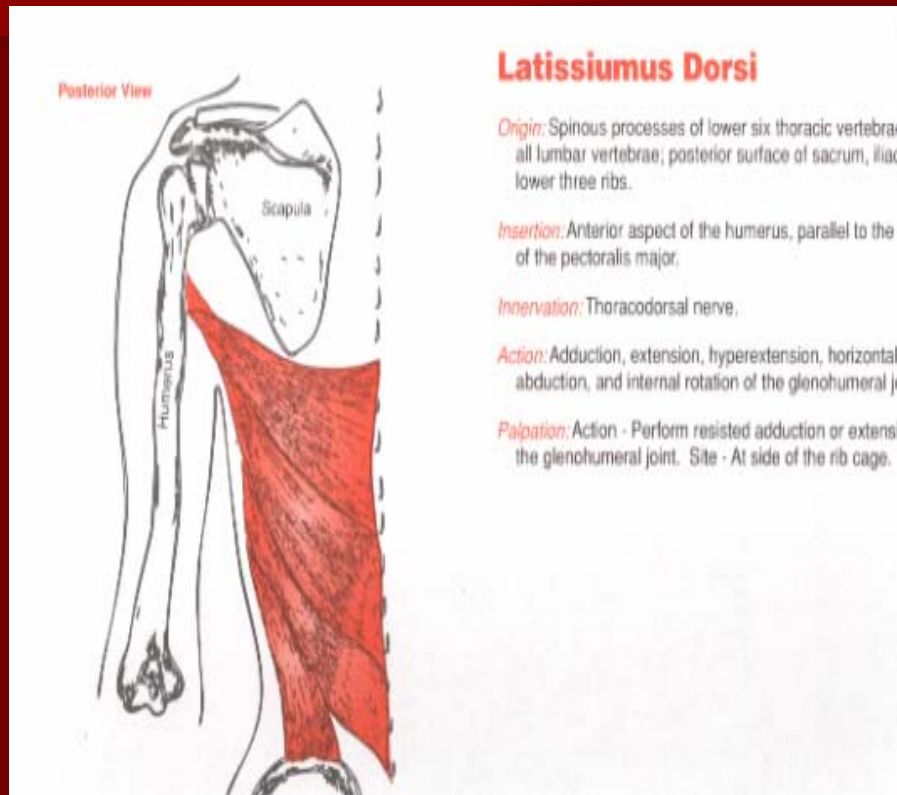 Posterior View
Latissiumus Dorsi
Origin: Spinous processes of lower six thoracic vertebrae
all lumbar vertebrae; posterior surface of sacrum, iliac
lower three ribs.
Scapula
Insertion: Anterior aspect of the humerus, parallel to the
of the pectoralis major.
Innervation: Thoracodorsal nerve.
Humerus
Action: Adduction, extension, hyperextension, horizontal
abduction, and internal rotation of the glenohumeral
Palpation: Action - Perform resisted adduction or
the glenohumeral joint. Site - At side of the rib cage.